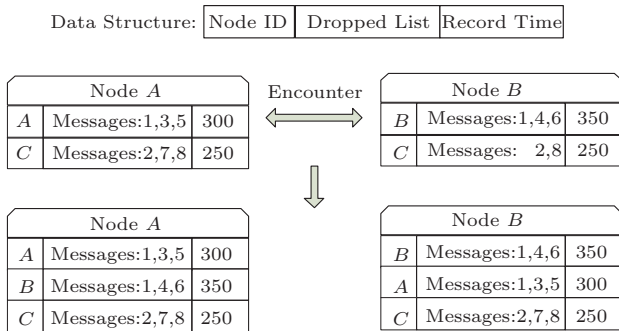 Data Structure: Node ID Dropped List Record Time
Node A Encounter Node B
A Messages:1,3,5 300 B Messages:1,4,6 350
C Messages:2,7,8 250 C Messages: 2,8 250
Node A Node B
A Messages:1,3,5 300 B Messages:1,4,6 350
B Messages:1,4,6 350 A Messages:1,3,5 300
C Messages:2,7,8 250 C Messages:2,7,8 250